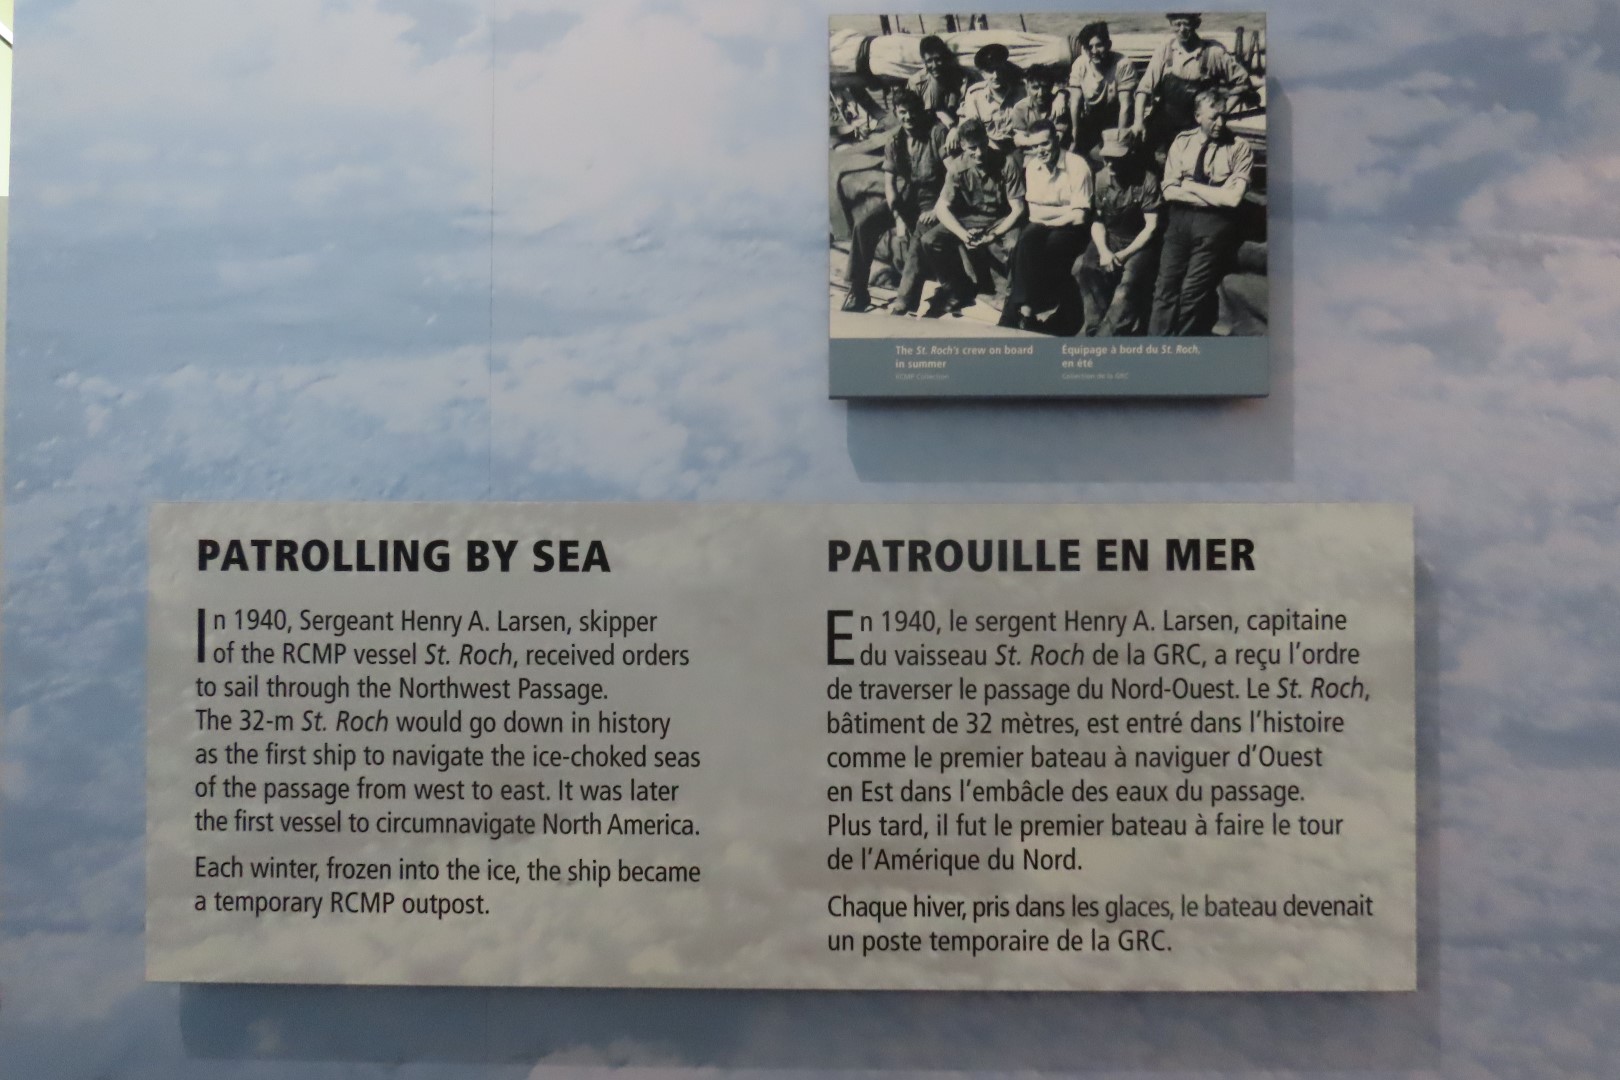 The St. Roch's crew on board
in summer
RCMP Collection
Équipage à bord du St. Roch,
en été
Collection de la GRC
PATROLLING BY SEA
In 1940, Sergeant Henry A. Larsen, skipper
of the RCMP vessel St. Roch, received orders
to sail through the Northwest Passage.
The 32-m St. Roch would go down in history
as the first ship to navigate the ice-choked seas
of the passage from west to east. It was later
the first vessel to circumnavigate North America.
Each winter, frozen into the ice, the ship became
a temporary RCMP outpost.
PATROUILLE EN MER
En 1940, le sergent Henry A. Larsen, capitaine
du vaisseau St. Roch de la GRC, a reçu l'ordre
de traverser le passage du Nord-Ouest. Le St. Roch,
bâtiment de 32 mètres, est entré dans l'histoire
comme le premier bateau à naviguer d'Ouest
en Est dans l'embâcle des eaux du passage.
Plus tard, il fut le premier bateau à faire le tour
de l'Amérique du Nord.
Chaque hiver, pris dans les glaces, le bateau devenait
un poste temporaire de la GRC.